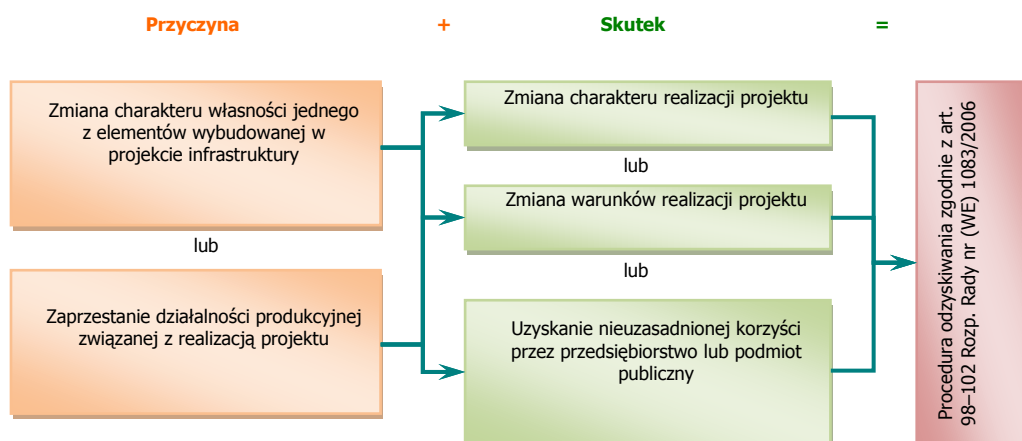 Przyczyna + Skutek =
Zmiana charakteru własności jednego
z elementów wybudowanej w
projekcie infrastruktury
lub
Zaprzestanie działalności produkcyjnej
związanej z realizacją projektu
Zmiana charakteru realizacji projektu
lub
Zmiana warunków realizacji projektu
lub
Uzyskanie nieuzasadnionej korzyści
przez przedsiębiorstwo lub podmiot
publiczny
Procedura odzyskiwania zgodnie z art.
98–102 Rozp. Rady nr (WE) 1083/2006